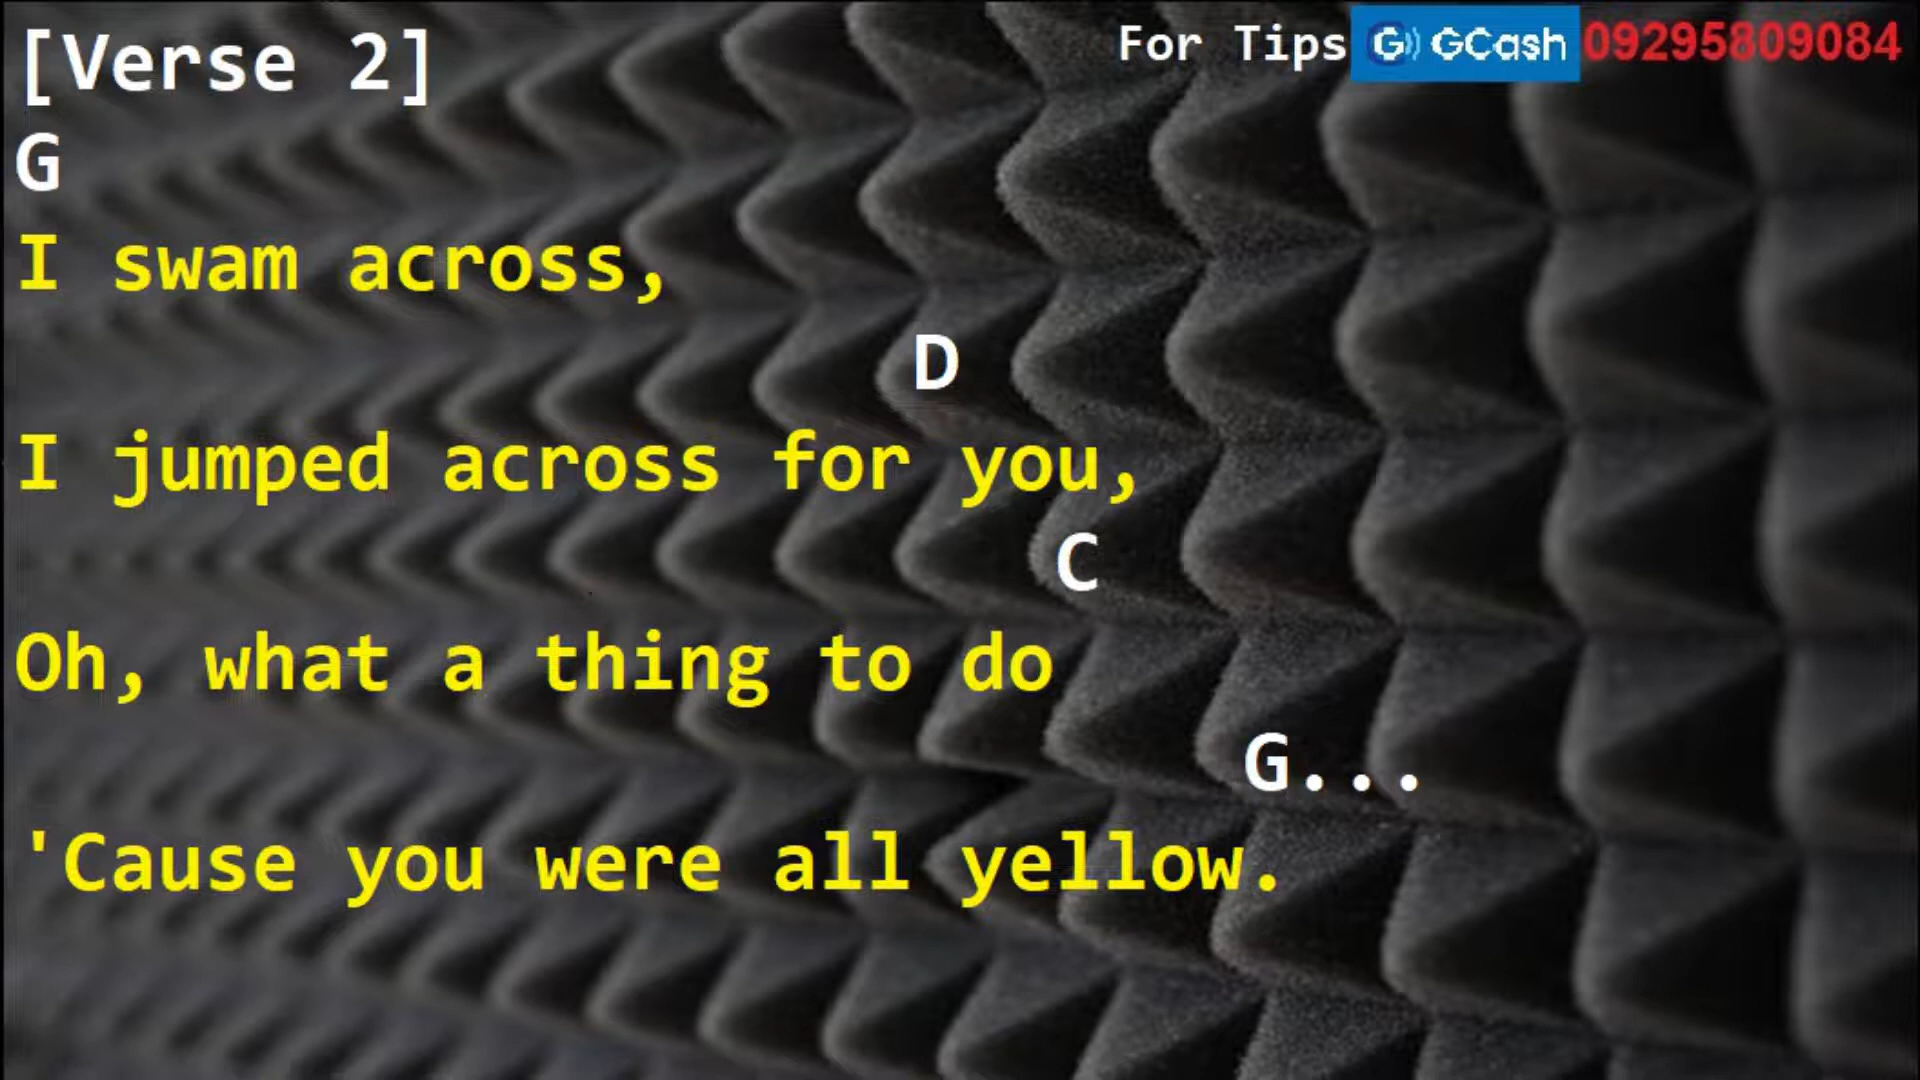 [Verse 2]
For Tips G)) GCash 09295809084
G
I swam across,
D
I jumped across for you,
C
Oh, what a thing to do
G...
'Cause you were all yellow.